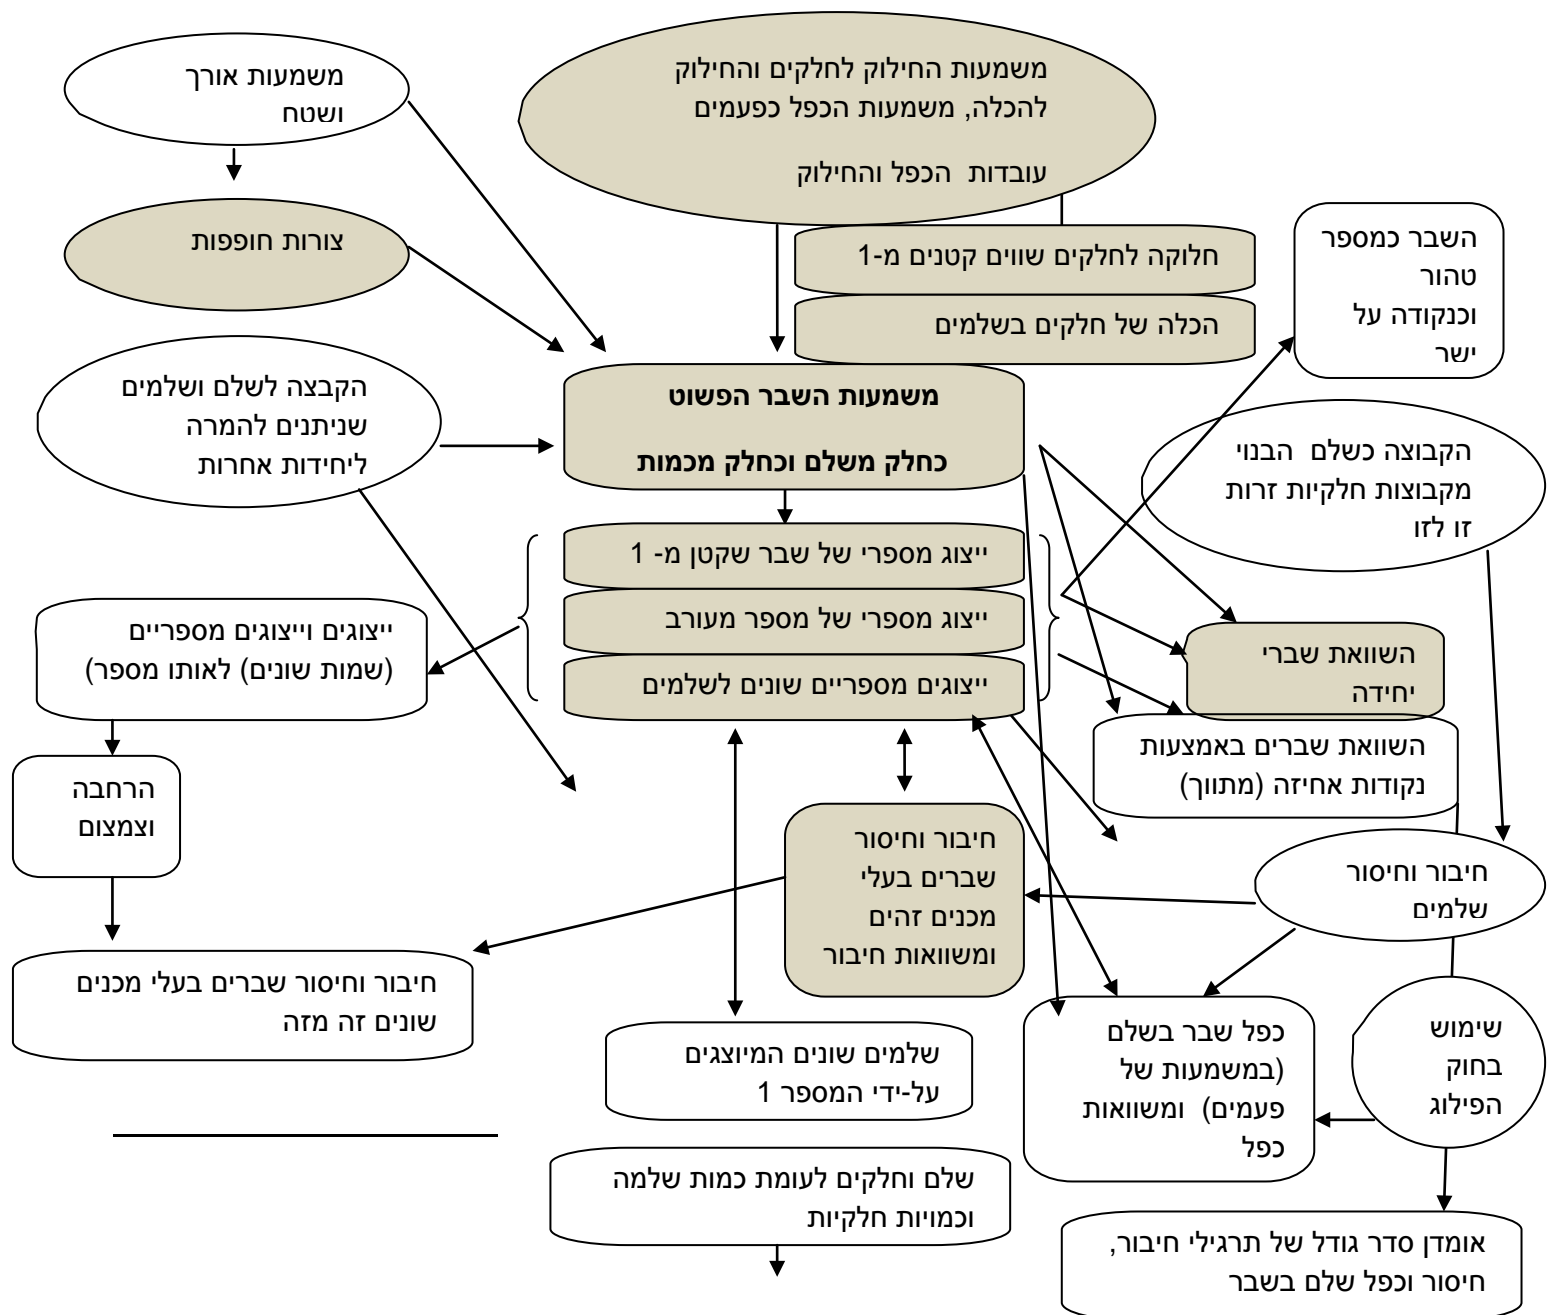 משמעות אורך
ושטח
משמעות החילוק לחלקים והחילוק
להכלה, משמעות הכפל כפעמים
עובדות הכפל והחילוק
צורות חופפות
חלוקה לחלקים שווים קטנים מ-1
הכלה של חלקים בשלמים
השבר כמספר
טהור
וכנקודה על
ישר
הקבצה לשלם ושלמים
שניתנים להמרה
ליחידות אחרות
משמעות השבר הפשוט
כחלק משלם וכחלק מכמות
הקבוצה כשלם הבנוי
מקבוצות חלקיות זרות
זו לזו
ייצוג מספרי של שבר שקטן מ- 1
ייצוג מספרי של מספר מעורב
ייצוגים מספריים שונים לשלמים
ייצוגים וייצוגים מספריים
(שמות שונים) לאותו מספר)
השוואת שברי
יחידה
השוואת שברים באמצעות
נקודות אחיזה (מתווך)
הרחבה
וצמצום
חיבור וחיסור
שברים בעלי
מכנים זהים
ומשוואות חיבור
חיבור וחיסור
שלמים
חיבור וחיסור שברים בעלי מכנים
שונים זה מזה
שלמים שונים המיוצגים
על-ידי המספר 1
כפל שבר בשלם
(במשמעות של
פעמים) ומשוואות
כפל
שימוש
בחוק
הפילוג
שלם וחלקים לעומת כמות שלמה
וכמויות חלקיות
אומדן סדר גודל של תרגילי חיבור,
חיסור וכפל שלם בשבר